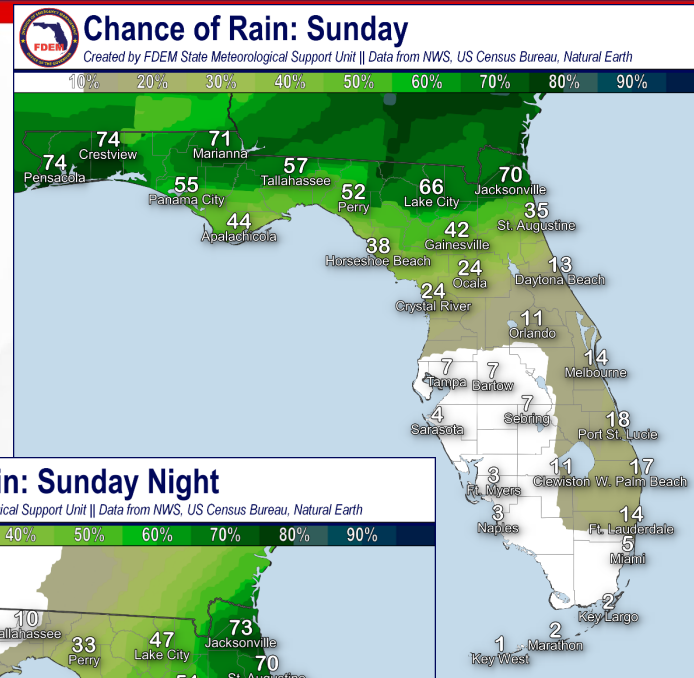 Chance of Rain: Sunday
FDEM
Created by FDEM State Meteorological Support Unit || Data from NWS, US Census Bureau, Natural Earth
10% 20% 30% 40% 50% 60% 70% 80% 90%
74
Crestview
71
Marianna
74
Pensacola
57
Tallahassee
55
Panama City
52
Perry
66
Lake City
70
Jacksonville
44
Apalachicola
35
St. Augustine
42
Gainesville
38
Horseshoe Beach
24
Ocala
13
Daytona Beach
24
Crystal River
11
Orlando
7
Tampa
7
Bartow
14
Melbourne
7
Sebring
4
Sarasota
18
Port St. Lucie
3
Ft. Myers
11
Clewiston
17
W. Palm Beach
3
Naples
14
Ft. Lauderdale
5
Miami
2
Key Largo
2
Marathon
1
Key West
in: Sunday Night
ical Support Unit || Data from NWS, US Census Bureau, Natural Earth
40% 50% 60% 70% 80% 90%
10
allahassee
33
Perry
47
Lake City
73
Jacksonville
70
St. Augustine
54